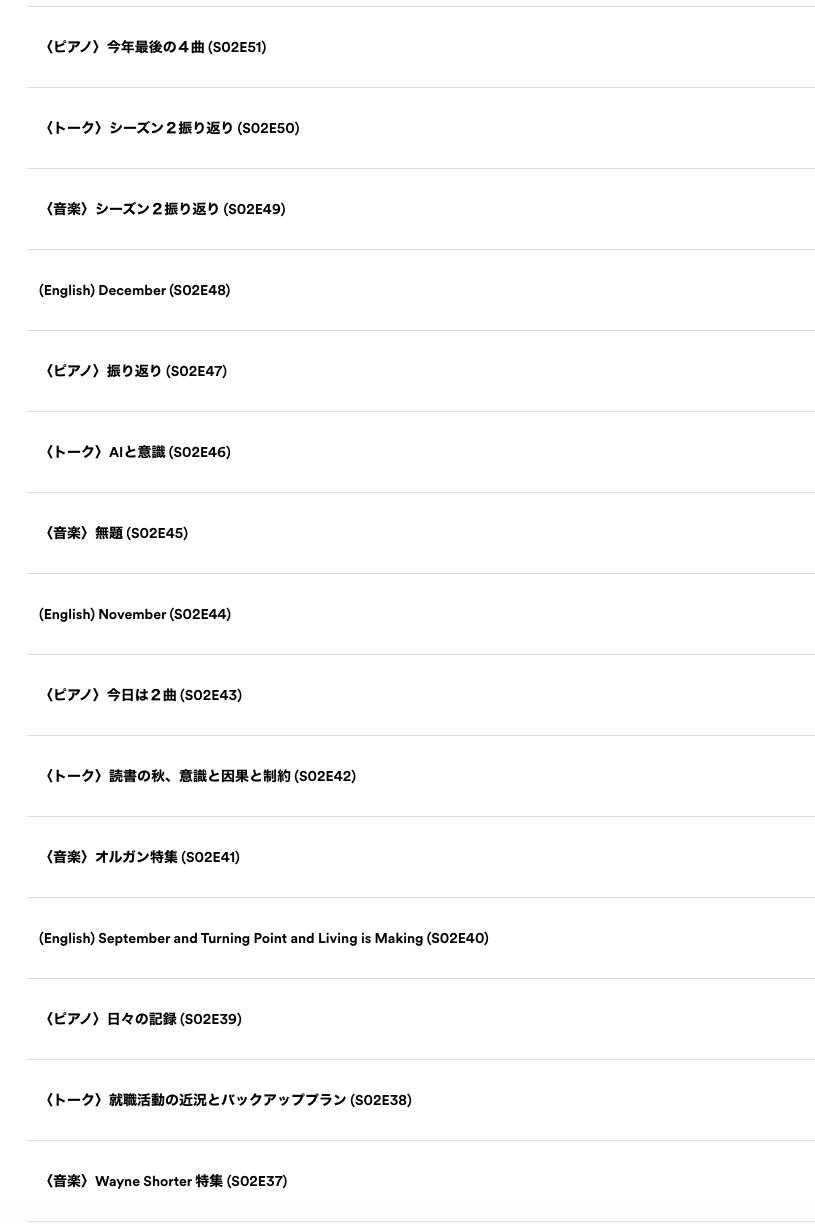 〈ピアノ〉今年最後の４曲 (S02E51)
〈トーク〉シーズン２振り返り (S02E50)
〈音楽〉シーズン２振り返り (S02E49)
(English) December (S02E48)
〈ピアノ〉振り返り (S02E47)
〈トーク〉AIと意識 (S02E46)
〈音楽〉無題 (S02E45)
(English) November (S02E44)
〈ピアノ〉今日は２曲 (S02E43)
〈トーク〉読書の秋、意識と因果と制約 (S02E42)
〈音楽〉オルガン特集 (S02E41)
(English) September and Turning Point and Living is Making (S02E40)
〈ピアノ〉日々の記録 (S02E39)
〈トーク〉就職活動の近況とバックアッププラン (S02E38)
〈音楽〉Wayne Shorter 特集 (S02E37)